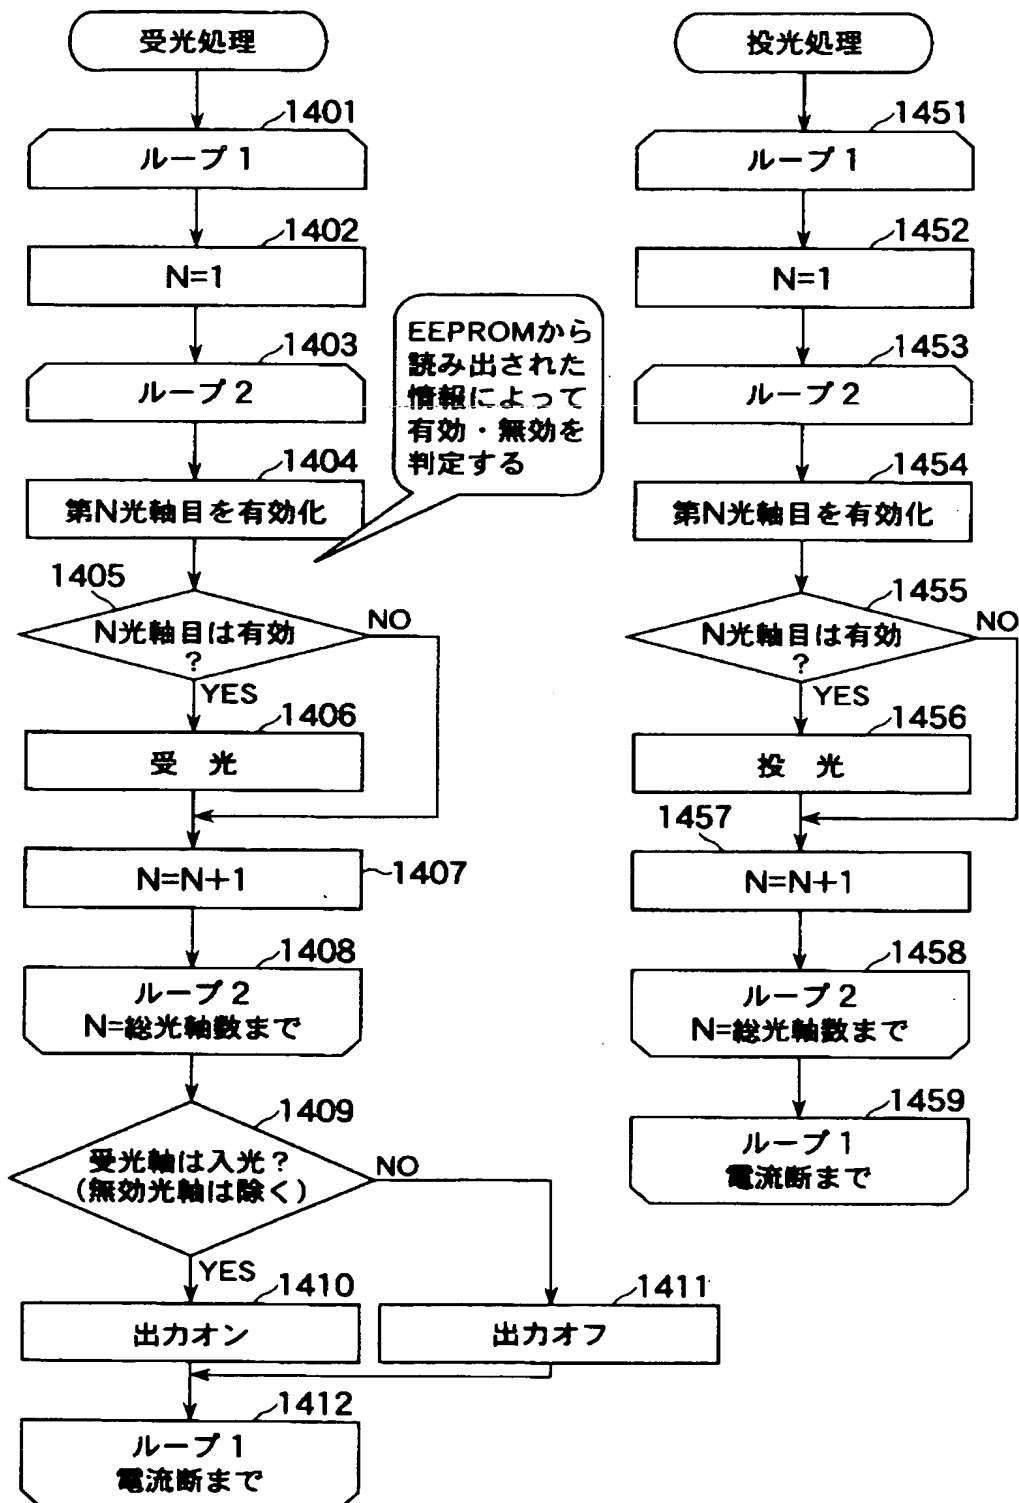 受光処理
1401
ループ1
1402
N=1
1403
ループ2
EEPROMから
読み出された
情報によって
有効・無効を
判定する
1404
第N光軸目を有効化
1405
N光軸目は有効
?
NO
YES
1406
受 光
1407
N=N+1
1408
ループ2
N=総光軸数まで
1409
受光軸は入光?
(無効光軸は除く)
NO
YES
1410
出力オン
1411
出力オフ
1412
ループ1
電流断まで
投光処理
1451
ループ1
1452
N=1
1453
ループ2
1454
第N光軸目を有効化
1455
N光軸目は有効
?
NO
YES
1456
投 光
1457
N=N+1
1458
ループ2
N=総光軸数まで
1459
ループ1
電流断まで